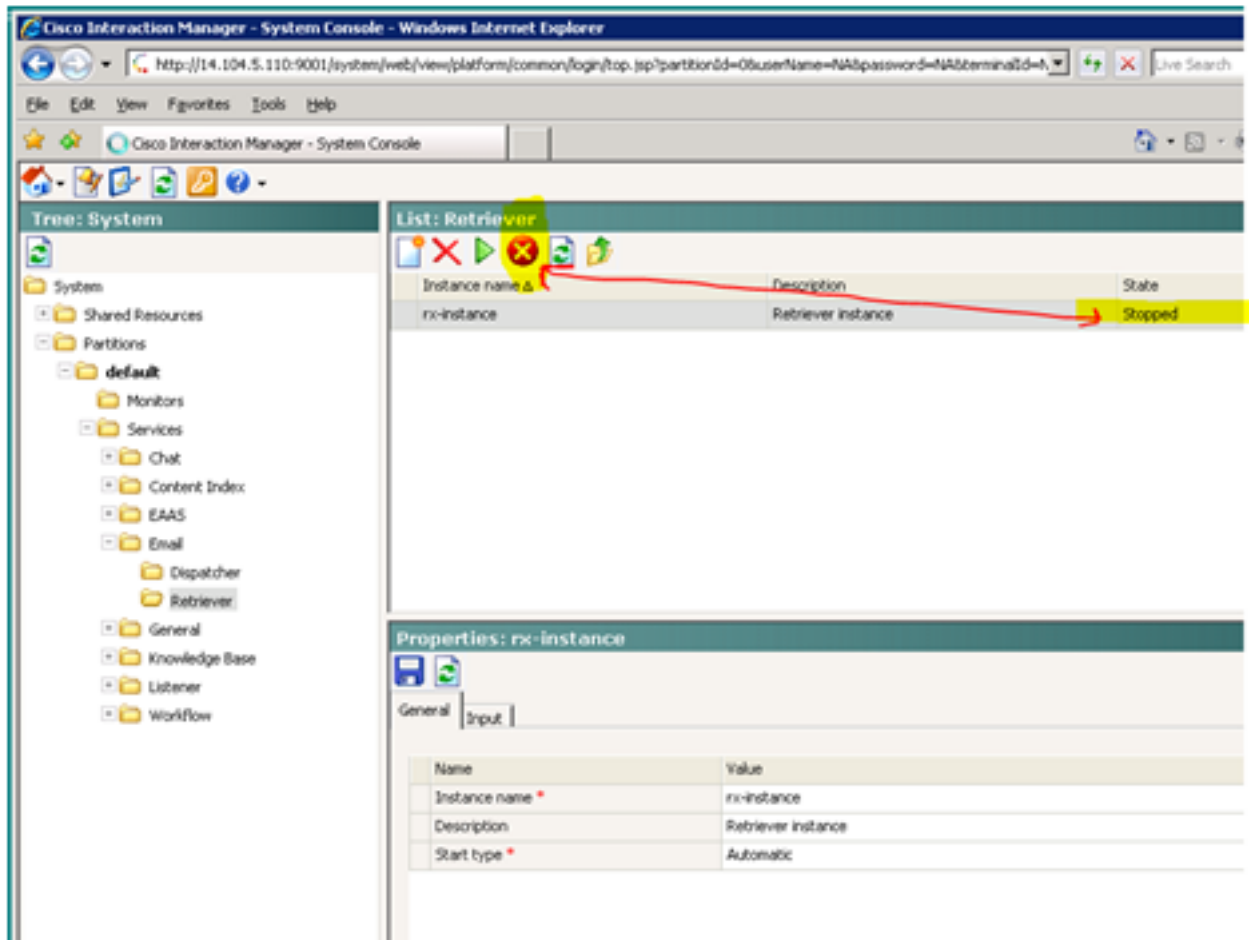 Cisco Interaction Manager - System Console - Windows Internet Explorer
http://14.104.5.110:9001/system/web/view/platform/common/login/top.jsp?partitionId=0&userName=NA&password=NA&terminalId=N
Live Search
File Edit View Favorites Tools Help
Cisco Interaction Manager - System Console
Tree: System
System
Shared Resources
Partitions
default
Monitors
Services
Chat
Content Index
EAAS
Email
Dispatcher
Retriever
General
Knowledge Base
Listener
Workflow
List: Retriever
Instance name Description State
rx-instance Retriever instance Stopped
Properties: rx-instance
General Input
Name Value
Instance name * rx-instance
Description Retriever instance
Start type * Automatic